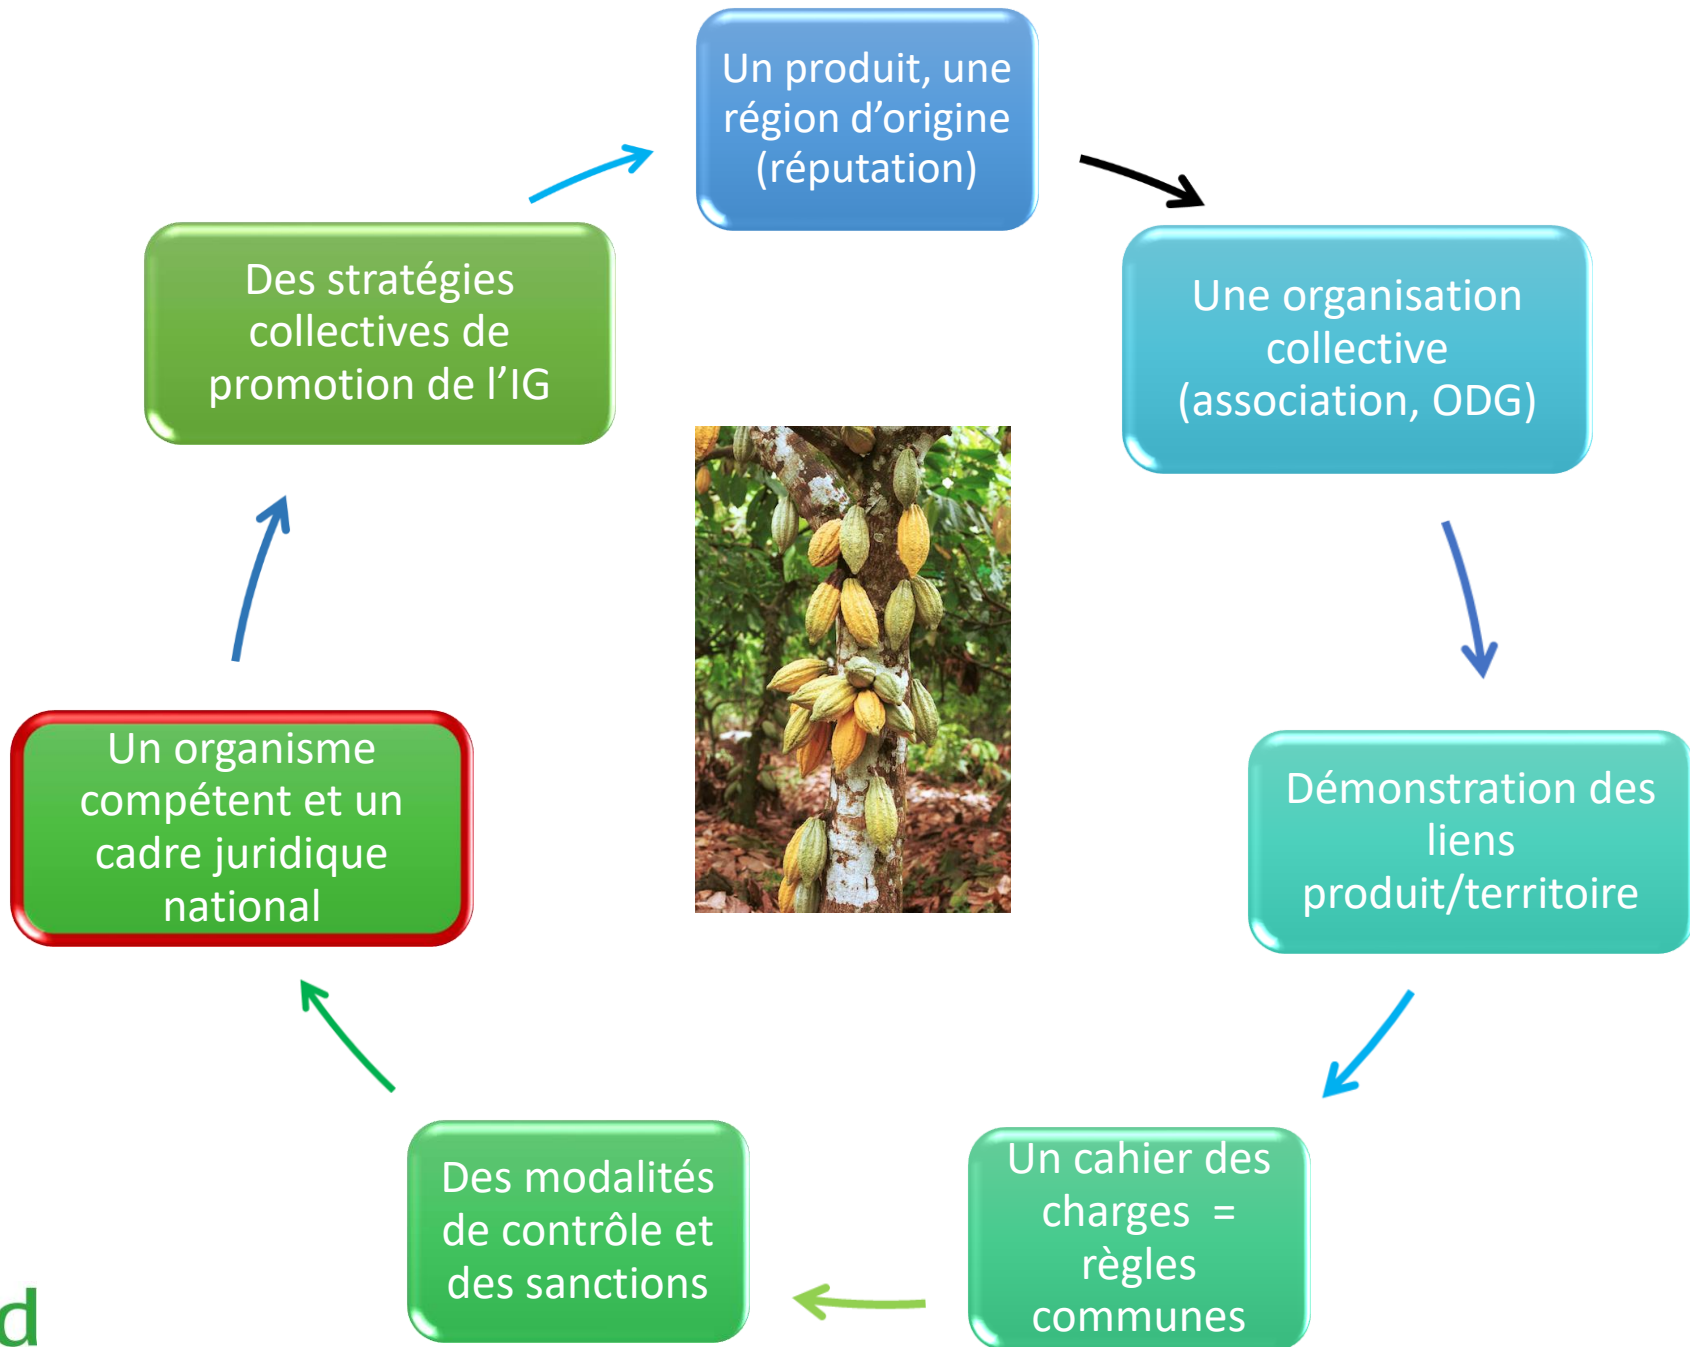 Un produit, une
région d’origine
(réputation)
Une organisation
collective
(association, ODG)
Démonstration des
liens
produit/territoire
Un cahier des
charges =
règles
communes
Des modalités
de contrôle et
des sanctions
Un organisme
compétent et un
cadre juridique
national
Des stratégies
collectives de
promotion de l’IG
d